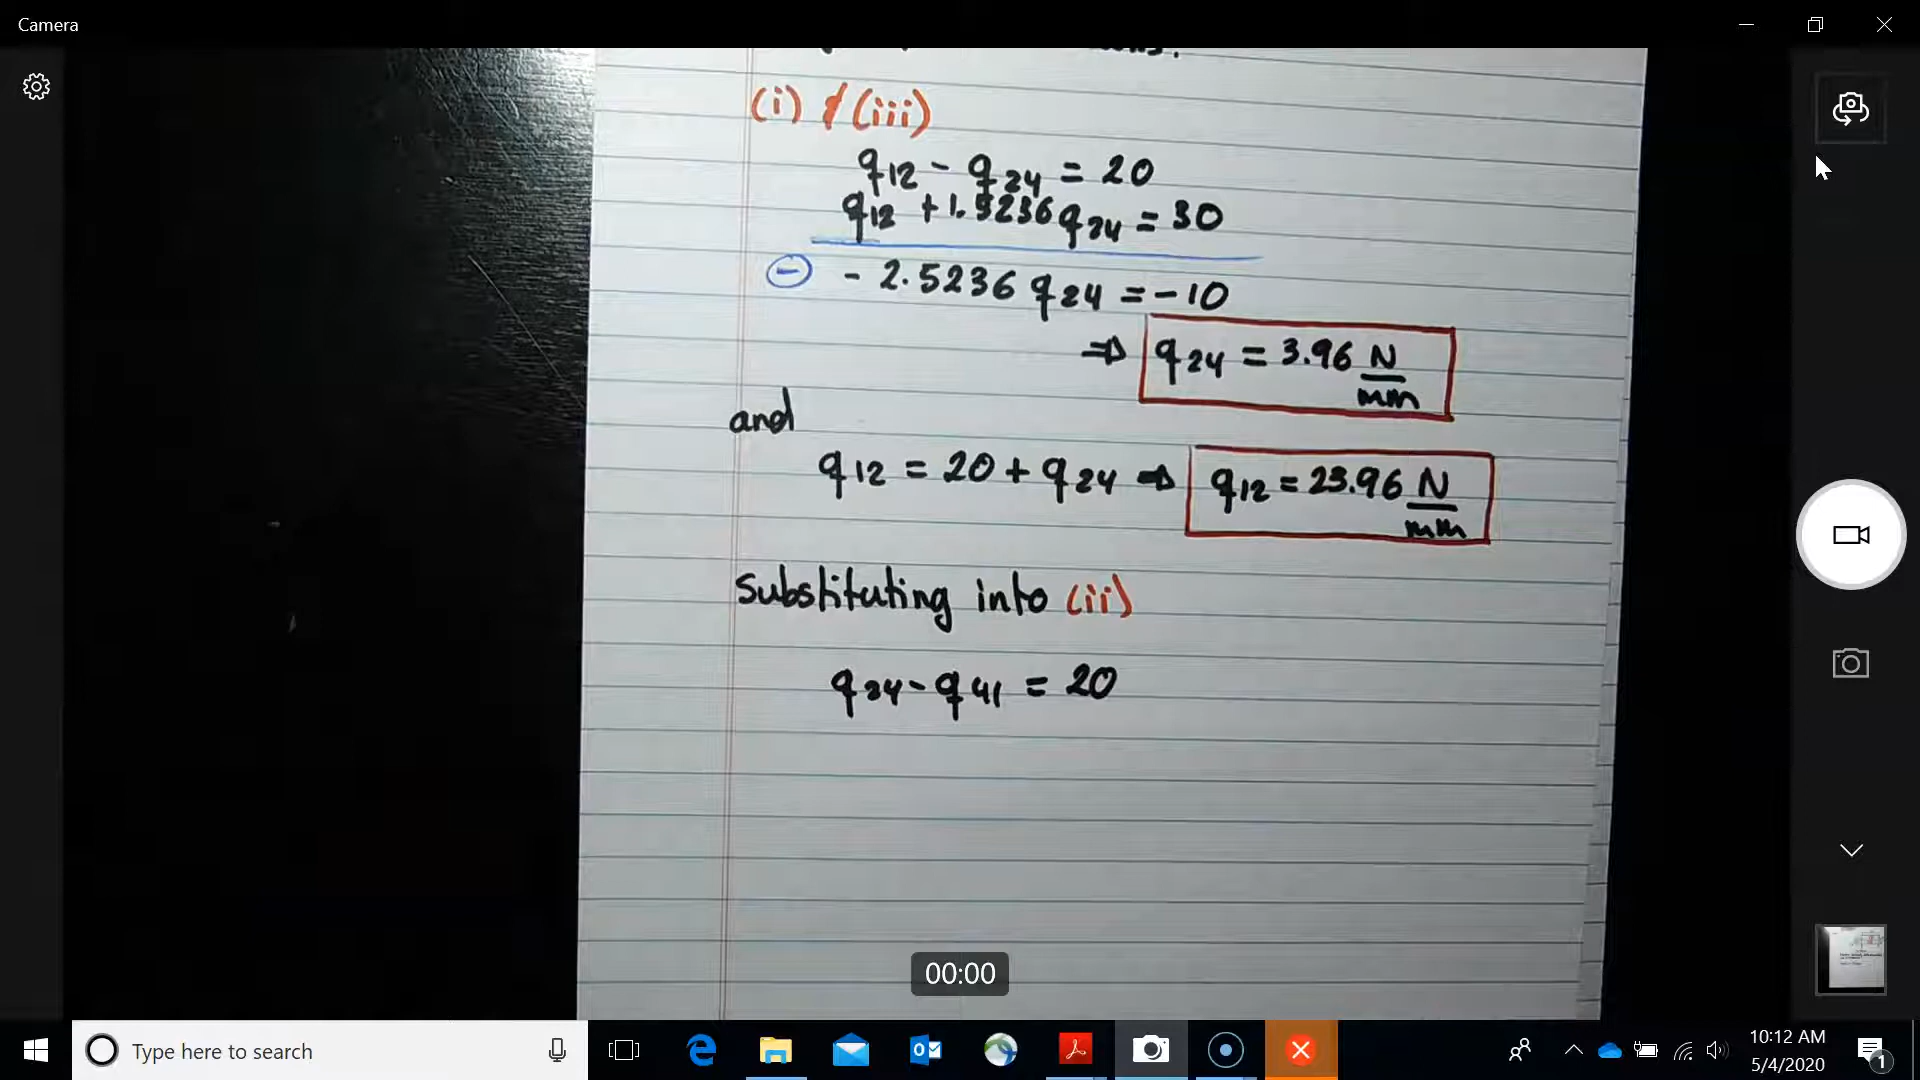 Camera
(i) & (iii)
q12 - q24 = 20
q12 + 1.5236 q24 = 30
- - 2.5236 q24 = -10
⇒ q24 = 3.96 N/mm
and
q12 = 20 + q24 ⇒ q12 = 23.96 N/mm
Substituting into (ii)
q24 - q41 = 20
00:00
Type here to search
10:12 AM
5/4/2020
1